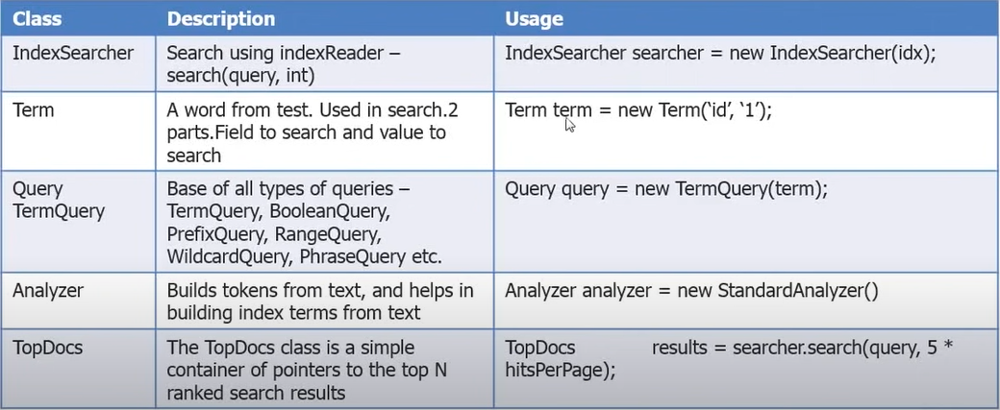 Class Description Usage
IndexSearcher Search using indexReader – IndexSearcher searcher = new IndexSearcher(idx);
search(query, int)
Term A word from test. Used in search.2 Term term = new Term(‘id’, ‘1’);
parts.Field to search and value to
search
Query Base of all types of queries – Query query = new TermQuery(term);
TermQuery TermQuery, BooleanQuery,
PrefixQuery, RangeQuery,
WildcardQuery, PhraseQuery etc.
Analyzer Builds tokens from text, and helps in Analyzer analyzer = new StandardAnalyzer()
building index terms from text
TopDocs The TopDocs class is a simple TopDocs results = searcher.search(query, 5 *
container of pointers to the top N hitsPerPage);
ranked search results